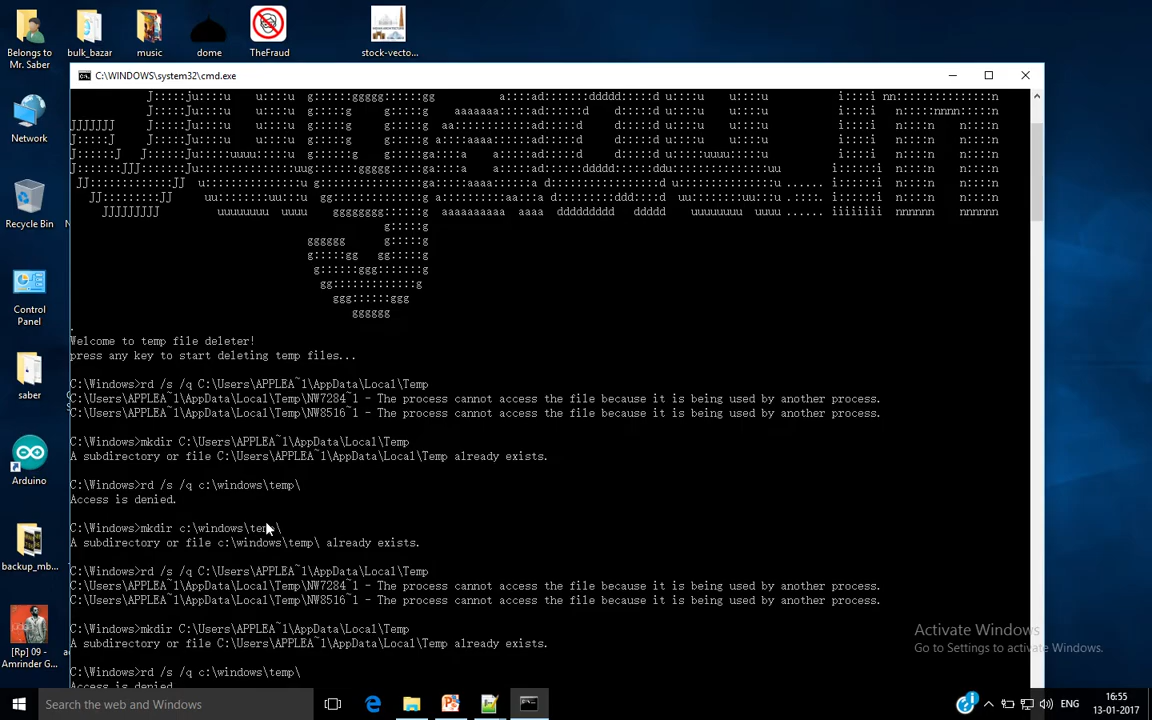 Belongs to
Mr. Saber
bulk_bazar
music
dome
TheFraud
stock-vecto...
Network
Recycle Bin
Control
Panel
saber
Arduino
backup_mb...
[Rp] 09 -
Amrinder G...
C:\WINDOWS\system32\cmd.exe
.
Welcome to temp file deleter!
press any key to start deleting temp files...
C:\Windows>rd /s /q C:\Users\APPLEA~1\AppData\Local\Temp
C:\Users\APPLEA~1\AppData\Local\Temp\NW7284~1 - The process cannot access the file because it is being used by another process.
C:\Users\APPLEA~1\AppData\Local\Temp\NW8516~1 - The process cannot access the file because it is being used by another process.
C:\Windows>mkdir C:\Users\APPLEA~1\AppData\Local\Temp
A subdirectory or file C:\Users\APPLEA~1\AppData\Local\Temp already exists.
C:\Windows>rd /s /q c:\windows\temp\
Access is denied.
C:\Windows>mkdir c:\windows\temp\
A subdirectory or file c:\windows\temp\ already exists.
C:\Windows>rd /s /q C:\Users\APPLEA~1\AppData\Local\Temp
C:\Users\APPLEA~1\AppData\Local\Temp\NW7284~1 - The process cannot access the file because it is being used by another process.
C:\Users\APPLEA~1\AppData\Local\Temp\NW8516~1 - The process cannot access the file because it is being used by another process.
C:\Windows>mkdir C:\Users\APPLEA~1\AppData\Local\Temp
A subdirectory or file C:\Users\APPLEA~1\AppData\Local\Temp already exists.
C:\Windows>rd /s /q c:\windows\temp\
Access is denied.
Activate Windows
Go to Settings to activate Windows.
Search the web and Windows
ENG
16:55
13-01-2017